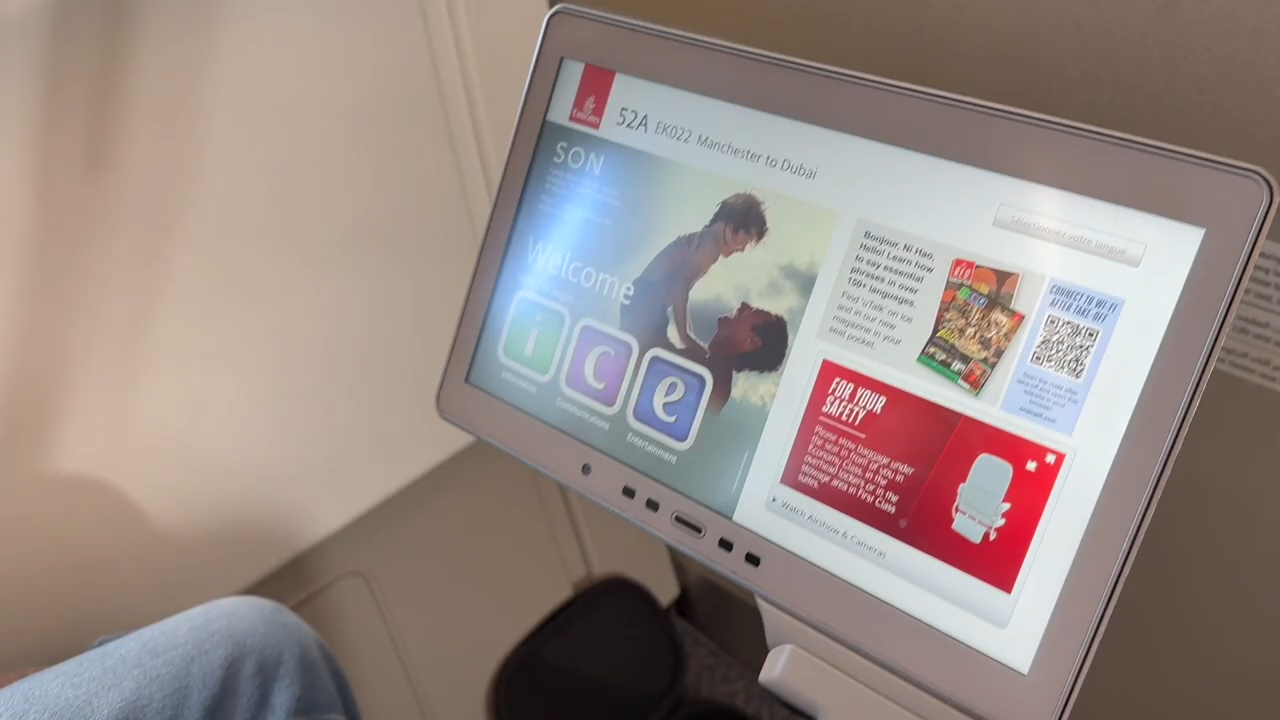 Emirates
52A EK022 Manchester to Dubai
Sélectionnez votre langue
SON
Welcome
i
c
e
Information
Communications
Entertainment
Bonjour, Ni Hao,
Hello! Learn how
to say essential
phrases in over
150+ languages.
Find 'uTalk' on ice
and in our new
magazine in your
seat pocket.
CONNECT TO WI-FI
AFTER TAKE-OFF
FOR YOUR
SAFETY
Please stow baggage under
the seat in front of you in
Economy Class, in the
overhead lockers or in the
storage area in First Class
suites
Watch Airshow & Cameras